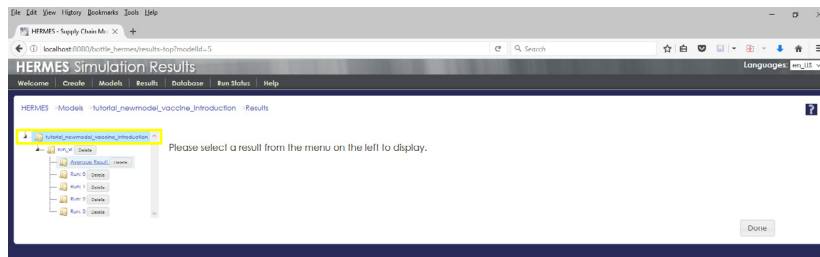 File Edit View History Bookmarks Tools Help
HERMES - Supply Chain Mo
localhost:8080/bottle_hermes/results-top?modelId=5
Search
HERMES Simulation Results
Languages: en_US
Welcome Create Models Results Database Run Status Help
HERMES Models tutorial_newmodel_vaccine_introduction Results
?
tutorial_newmodel_vaccine_introduction
Delete
Please select a result from the menu on the left to display.
Average Result Delete
Run: 0 Delete
Run: 1 Delete
Run: 2 Delete
Run: 3 Delete
Done